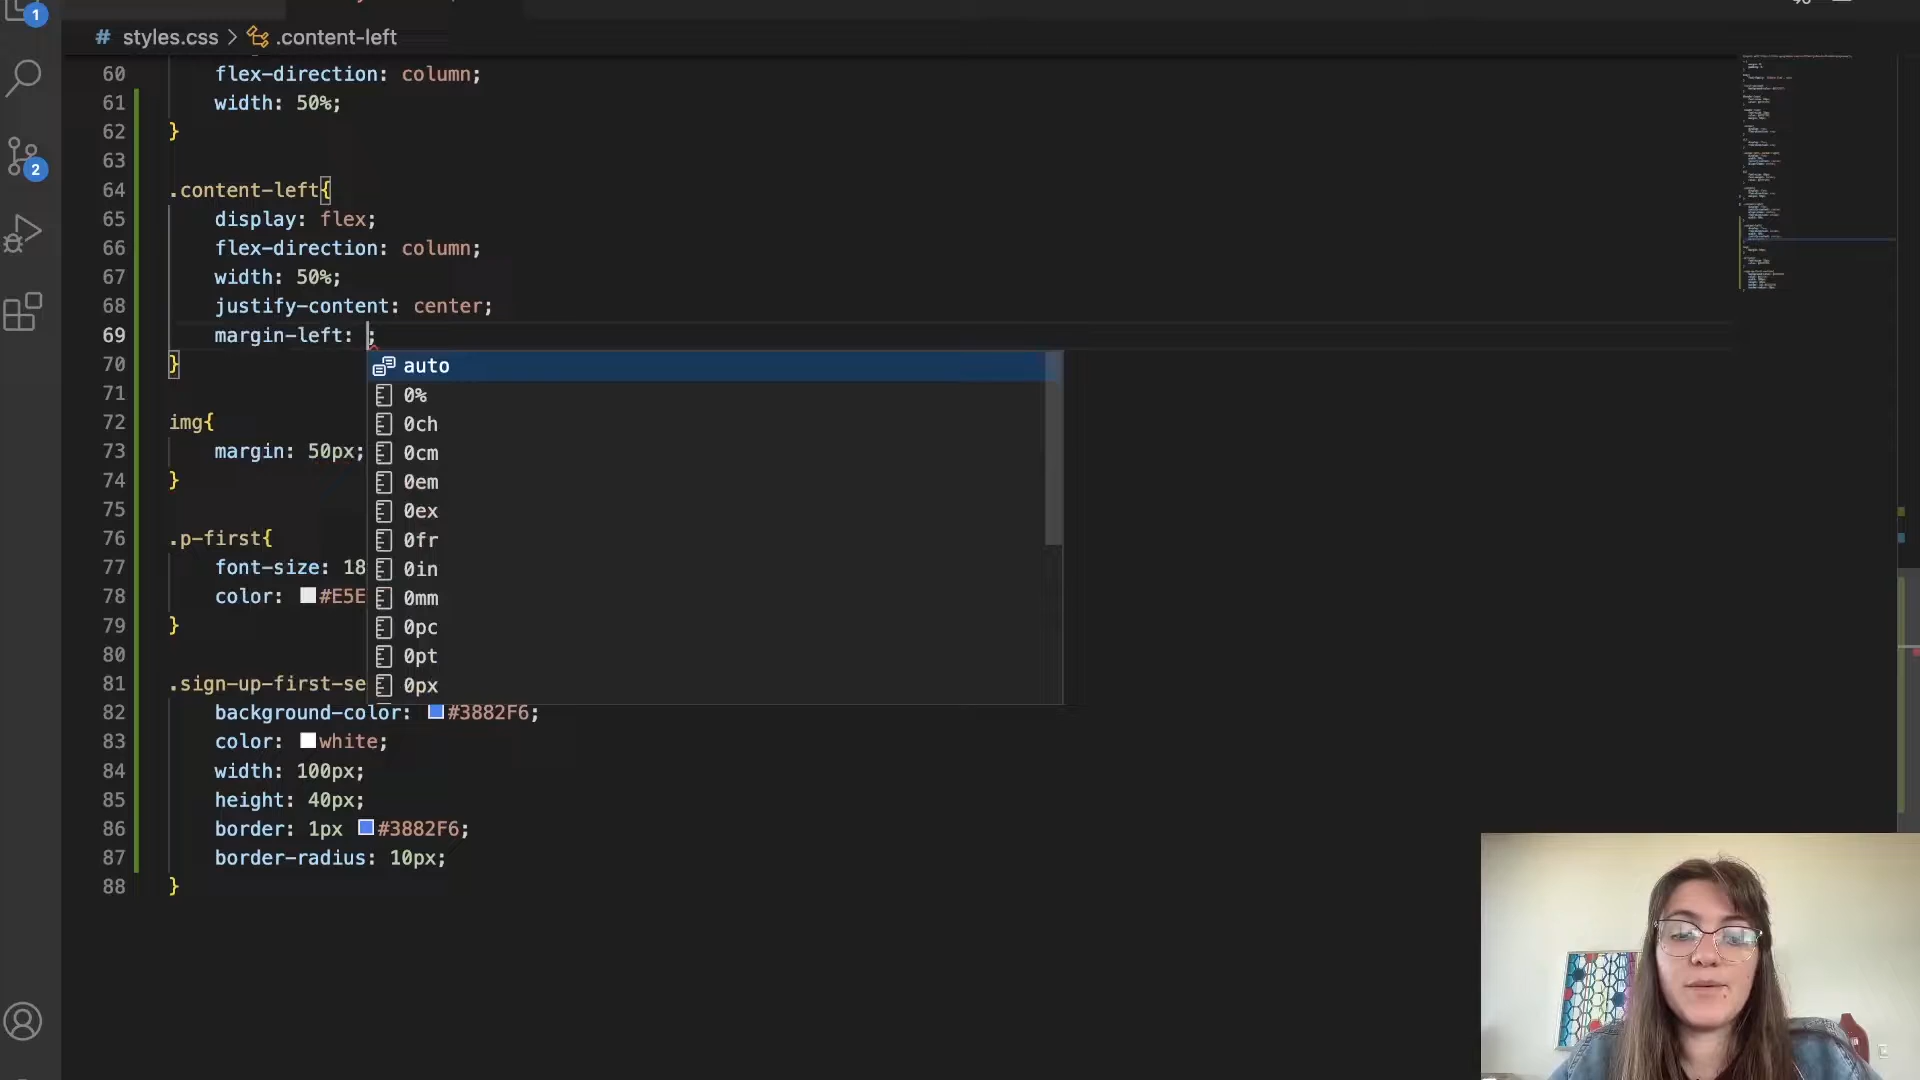 1
# styles.css > .content-left
60 flex-direction: column;
61 width: 50%;
62 }
63
2
64 .content-left{
65 display: flex;
66 flex-direction: column;
67 width: 50%;
68 justify-content: center;
69 margin-left: ;
70 }
auto
71
0%
72 img{
0ch
73 margin: 50px;
0cm
74 }
0em
75
0ex
76 .p-first{
0fr
77 font-size: 18
0in
78 color: #E5E
0mm
79 }
0pc
80
0pt
81 .sign-up-first-se
0px
82 background-color: #3882F6;
83 color: white;
84 width: 100px;
85 height: 40px;
86 border: 1px #3882F6;
87 border-radius: 10px;
88 }